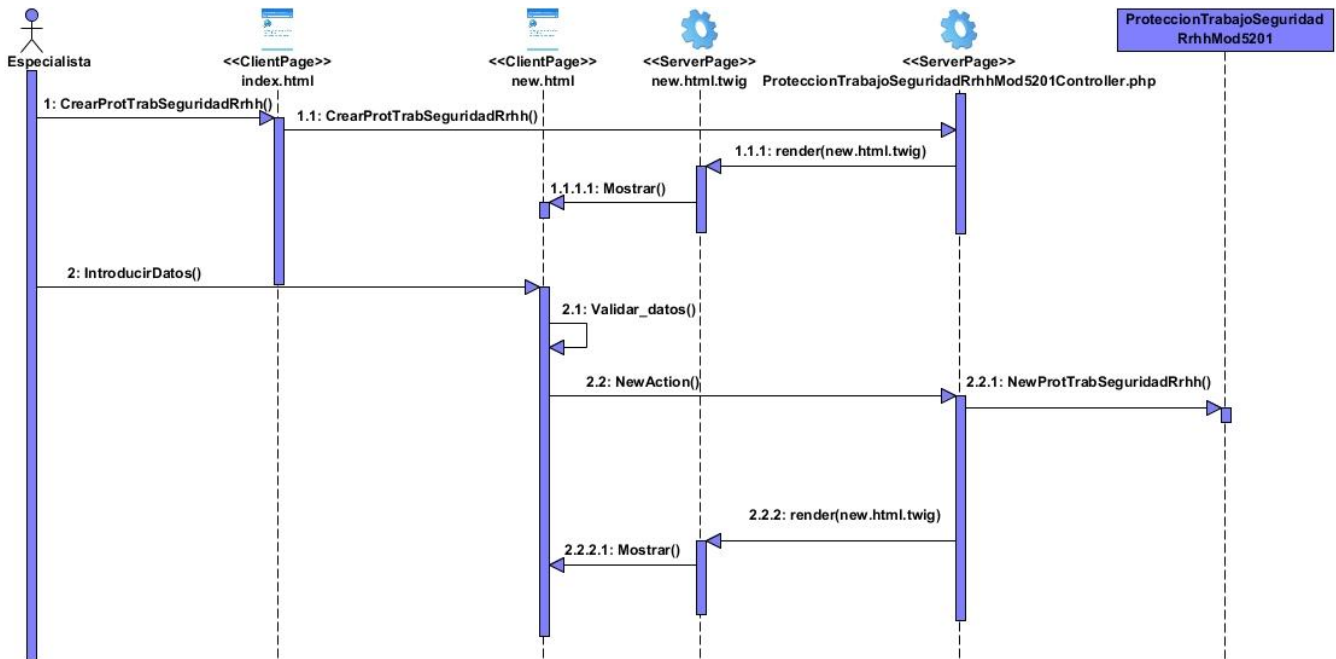 ProteccionTrabajoSeguridad
RrhhMod5201
Especialista
<<ClientPage>>
index.html
<<ClientPage>>
new.html
<<ServerPage>>
new.html.twig
<<ServerPage>>
ProteccionTrabajoSeguridadRrhhMod5201Controller.php
1: CrearProtTrabSeguridadRrhh()
1.1: CrearProtTrabSeguridadRrhh()
1.1.1: render(new.html.twig)
1.1.1.1: Mostrar()
2: IntroducirDatos()
2.1: Validar_datos()
2.2: NewAction()
2.2.1: NewProtTrabSeguridadRrhh()
2.2.2: render(new.html.twig)
2.2.2.1: Mostrar()